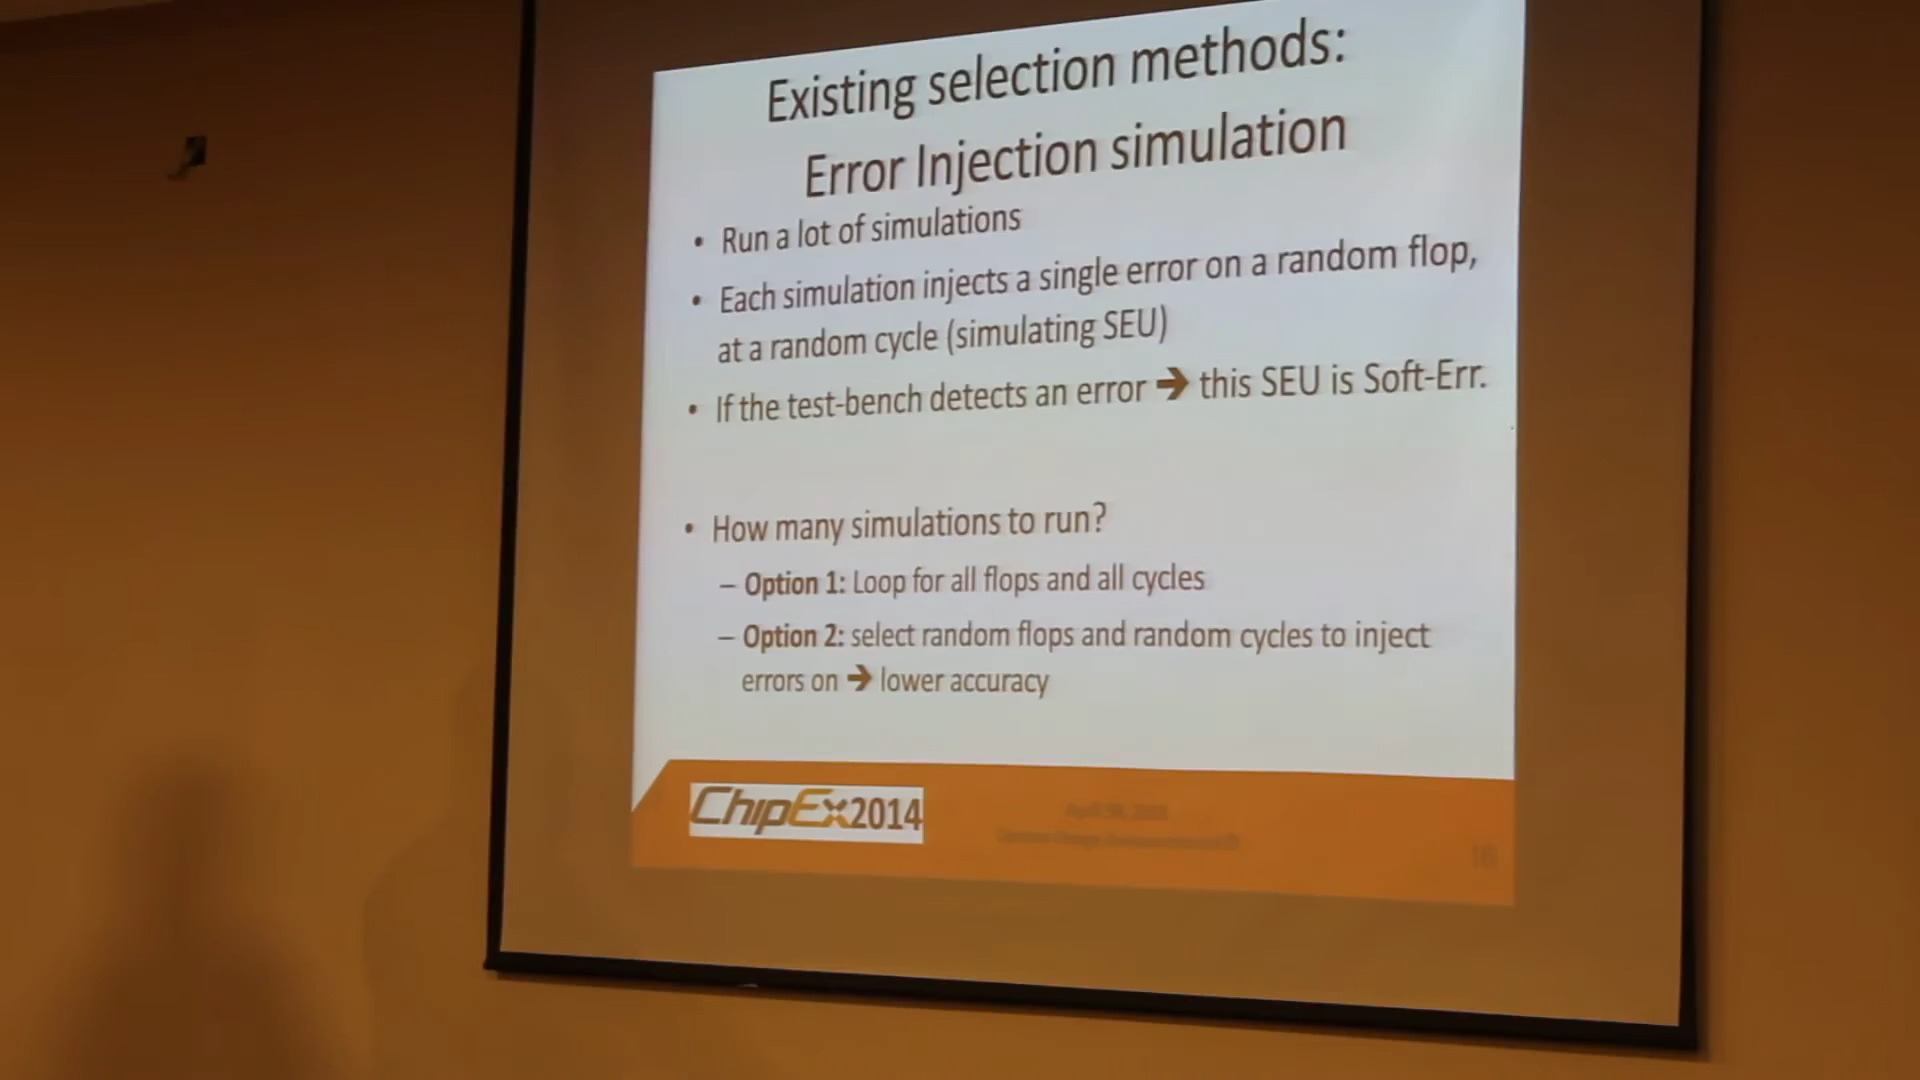 Existing selection methods:
Error Injection simulation
• Run a lot of simulations
• Each simulation injects a single error on a random flop,
at a random cycle (simulating SEU)
• If the test-bench detects an error ➔ this SEU is Soft-Err.
• How many simulations to run?
– Option 1: Loop for all flops and all cycles
– Option 2: select random flops and random cycles to inject
errors on ➔ lower accuracy
ChipEx2014
16